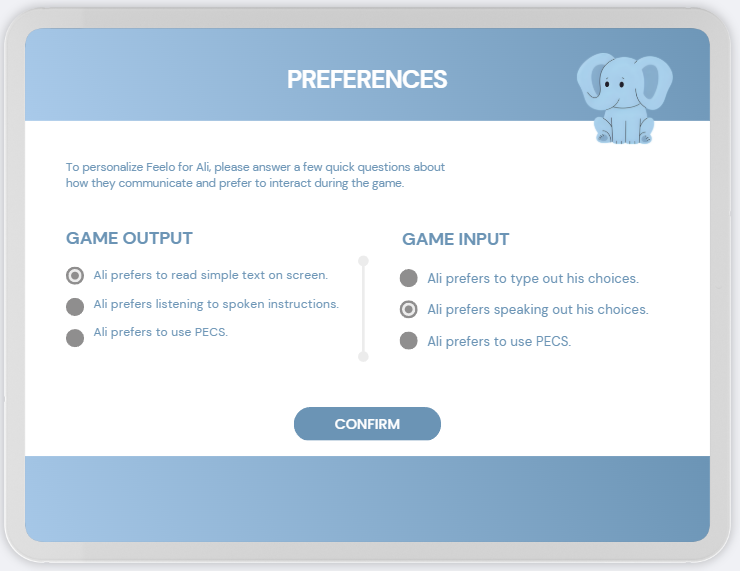 PREFERENCES
To personalize Feelo for Ali, please answer a few quick questions about
how they communicate and prefer to interact during the game.
GAME OUTPUT
Ali prefers to read simple text on screen.
Ali prefers listening to spoken instructions.
Ali prefers to use PECS.
GAME INPUT
Ali prefers to type out his choices.
Ali prefers speaking out his choices.
Ali prefers to use PECS.
CONFIRM